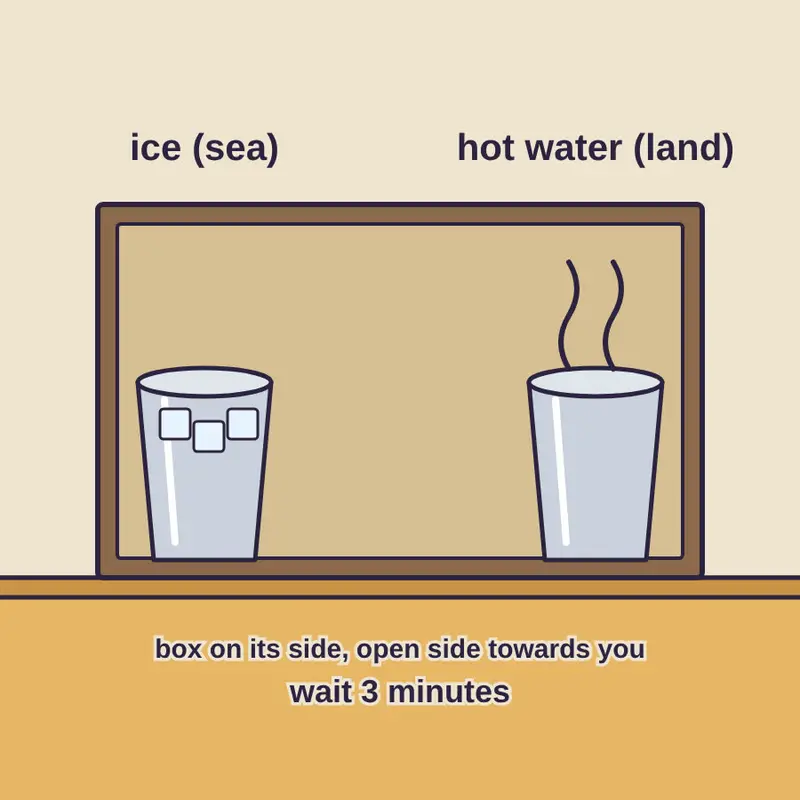 ice (sea)
hot water (land)
box on its side, open side towards you
wait 3 minutes